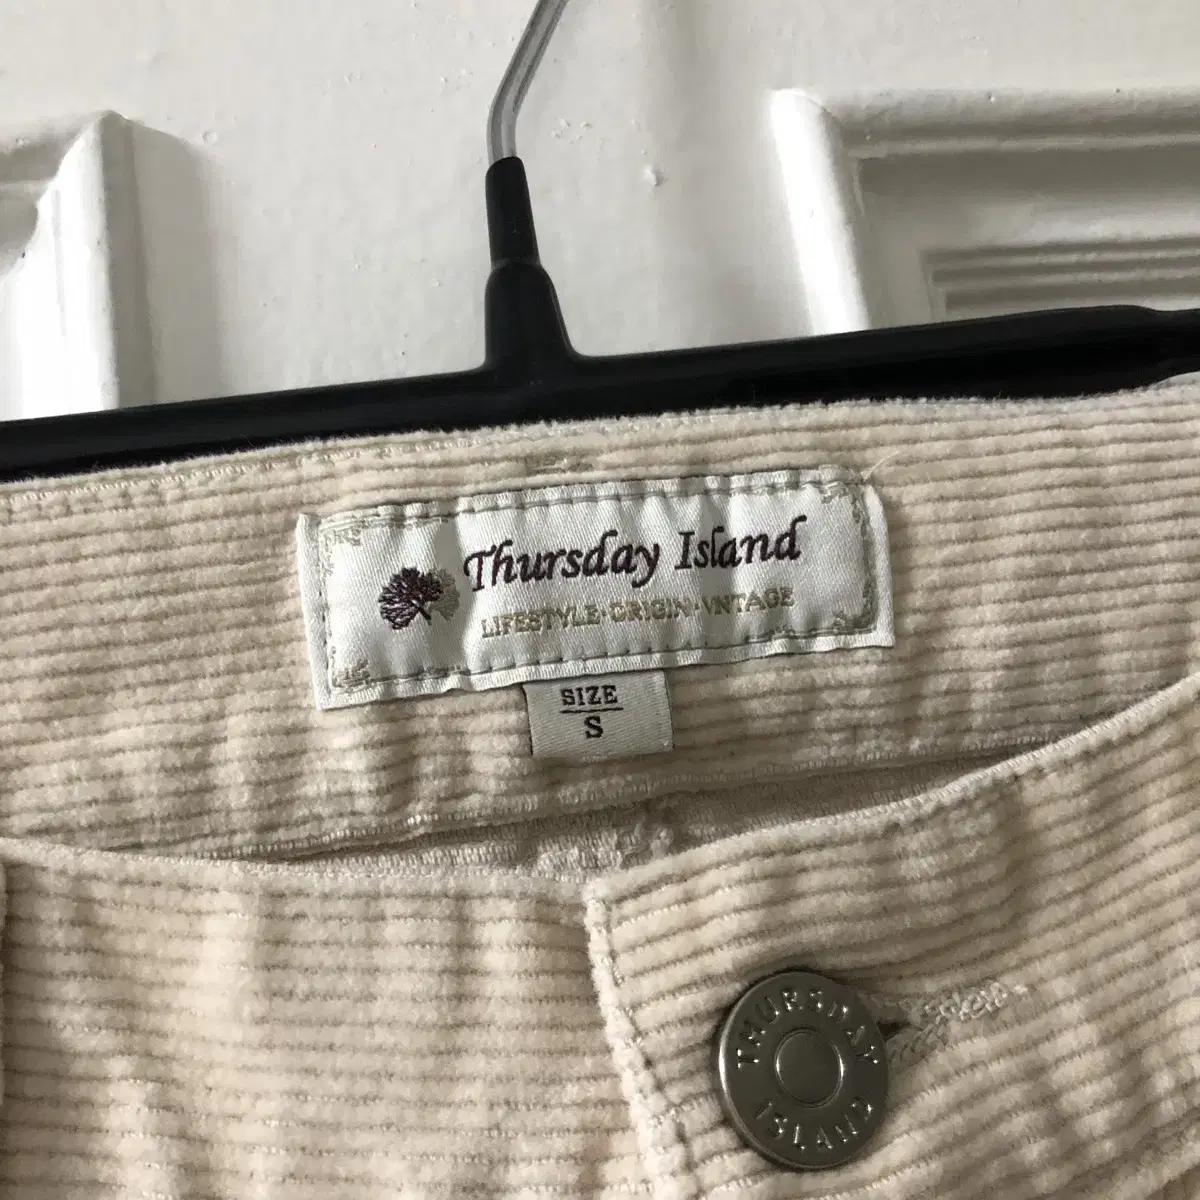 Thursday Island
LIFESTYLE·ORIGIN·VNTAGE
SIZE
S
THURSDAY
ISLAND